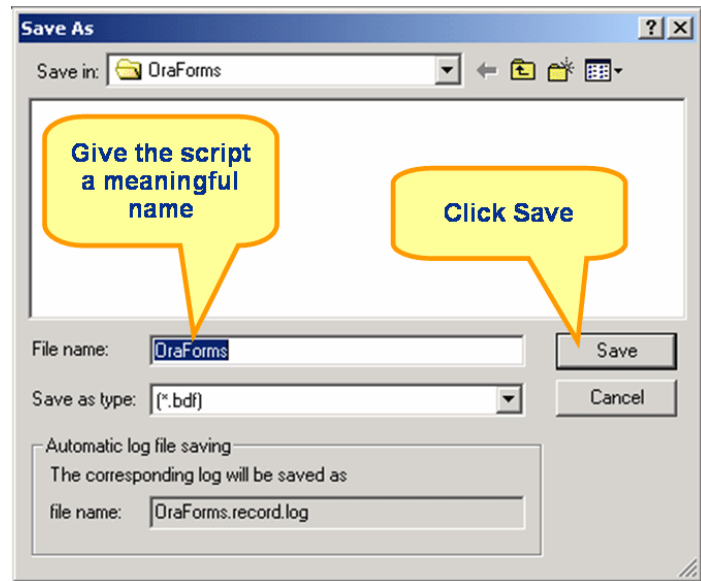 Save As
Save in: OraForms
Give the script
a meaningful
name
Click Save
File name: OraForms
Save
Save as type: (*.bdf)
Cancel
Automatic log file saving
The corresponding log will be saved as
file name: OraForms.record.log